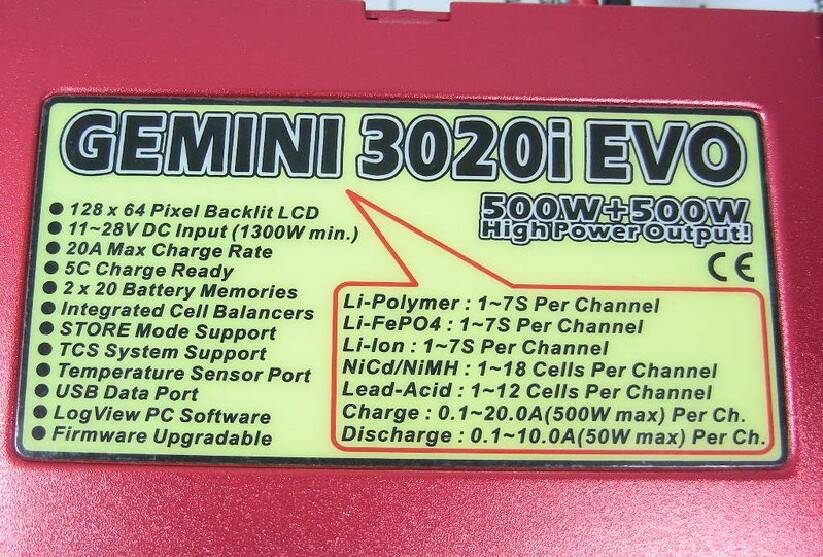 GEMINI 3020i EVO
500W+500W
High Power Output!
CE
● 128 x 64 Pixel Backlit LCD
● 11~28V DC Input (1300W min.)
● 20A Max Charge Rate
● 5C Charge Ready
● 2 x 20 Battery Memories
● Integrated Cell Balancers
● STORE Mode Support
● TCS System Support
● Temperature Sensor Port
● USB Data Port
● LogView PC Software
● Firmware Upgradable
Li-Polymer : 1~7S Per Channel
Li-FePO4 : 1~7S Per Channel
Li-Ion : 1~7S Per Channel
NiCd/NiMH : 1~18 Cells Per Channel
Lead-Acid : 1~12 Cells Per Channel
Charge : 0.1~20.0A(500W max) Per Ch.
Discharge : 0.1~10.0A(50W max) Per Ch.